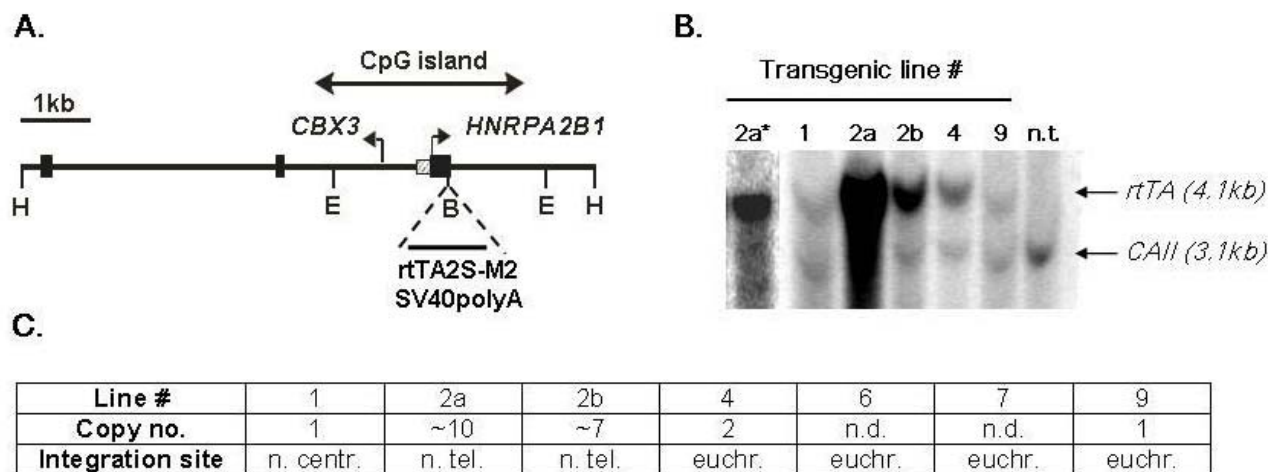 A.
CpG island
1kb
CBX3
HNRPA2B1
H
E
B
E
H
rtTA2S-M2
SV40polyA
B.
Transgenic line #
2a* 1 2a 2b 4 9 n.t.
rtTA (4.1kb)
CAII (3.1kb)
C.
Line # 1 2a 2b 4 6 7 9
Copy no. 1 ~10 ~7 2 n.d. n.d. 1
Integration site n. centr. n. tel. n. tel. euchr. euchr. euchr. euchr.